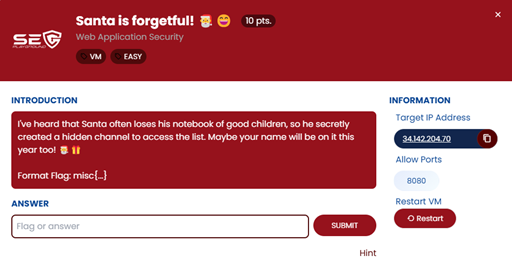 Santa is forgetful! 🎅 😄 10 pts.
×
SEC
PLAYGROUND
Web Application Security
VM EASY
INTRODUCTION
I've heard that Santa often loses his notebook of good children, so he secretly
created a hidden channel to access the list. Maybe your name will be on it this
year too! 🎅 🎁
Format Flag: misc{...}
ANSWER
Flag or answer
SUBMIT
Hint
INFORMATION
Target IP Address
34.142.204.70
Allow Ports
8080
Restart VM
Restart